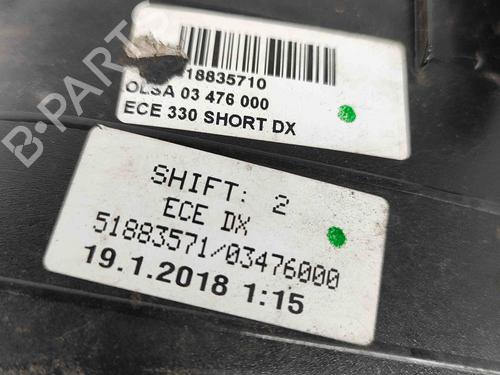 18835710
OLSA 03 476 000
ECE 330 SHORT DX
SHIFT: 2
ECE DX
51883571/03476000
19.1.2018 1:15
B-PARTS